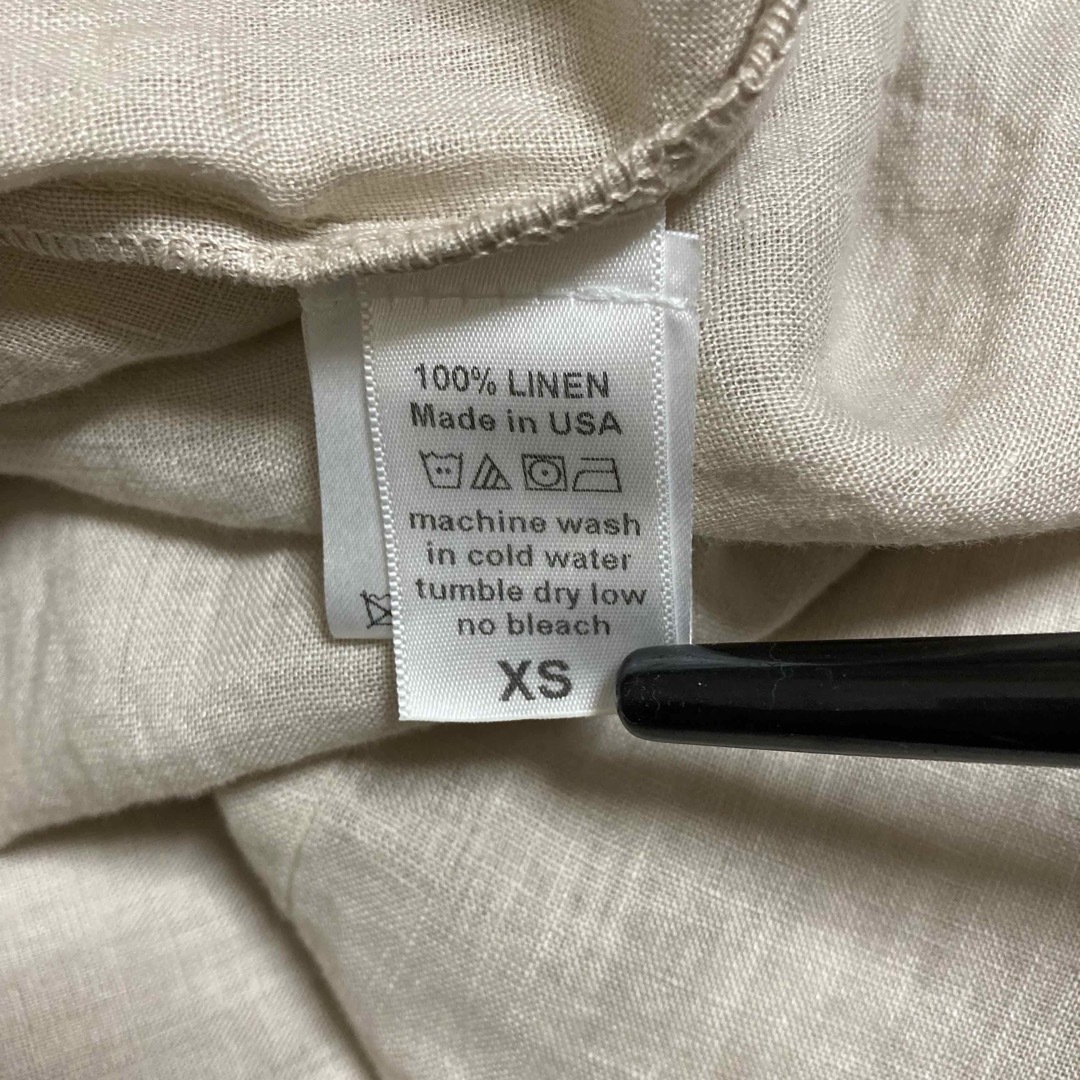 100% LINEN
Made in USA
machine wash
in cold water
tumble dry low
no bleach
XS